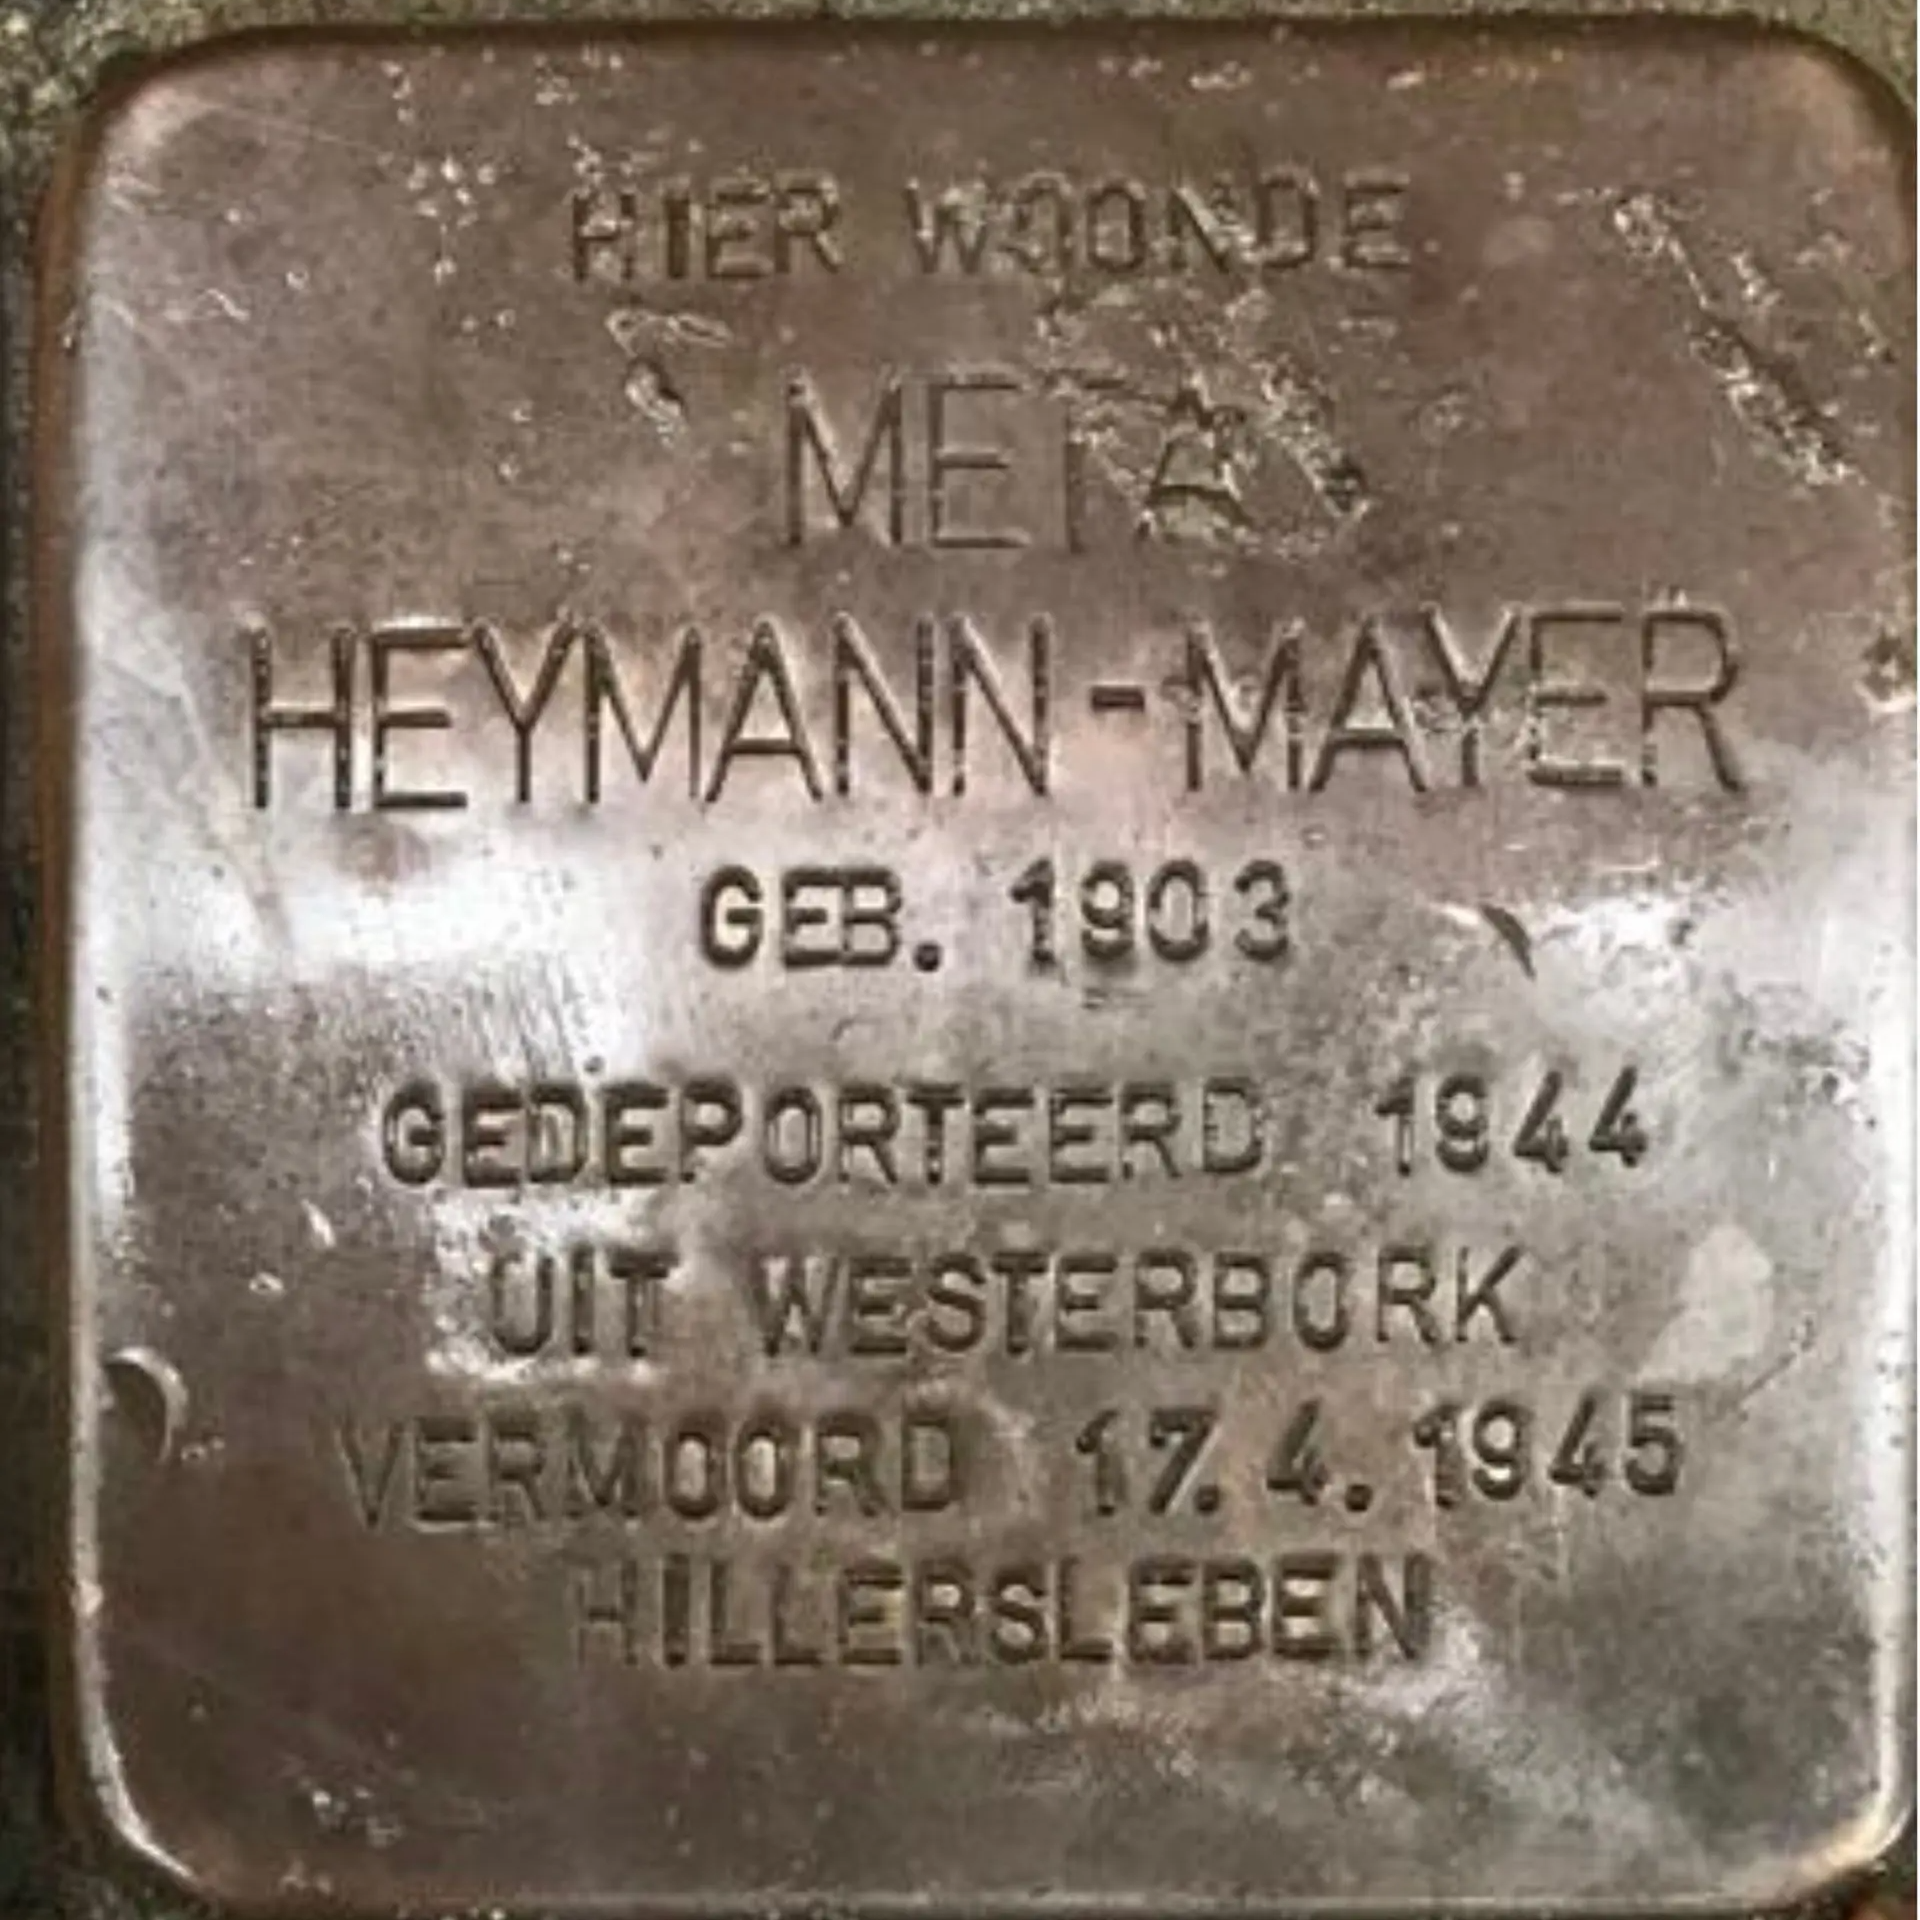 HIER WOONDE
META
HEYMANN-MAYER
GEB. 1903
GEDEPORTEERD 1944
UIT WESTERBORK
VERMOORD 17.4.1945
HILLERSLEBEN